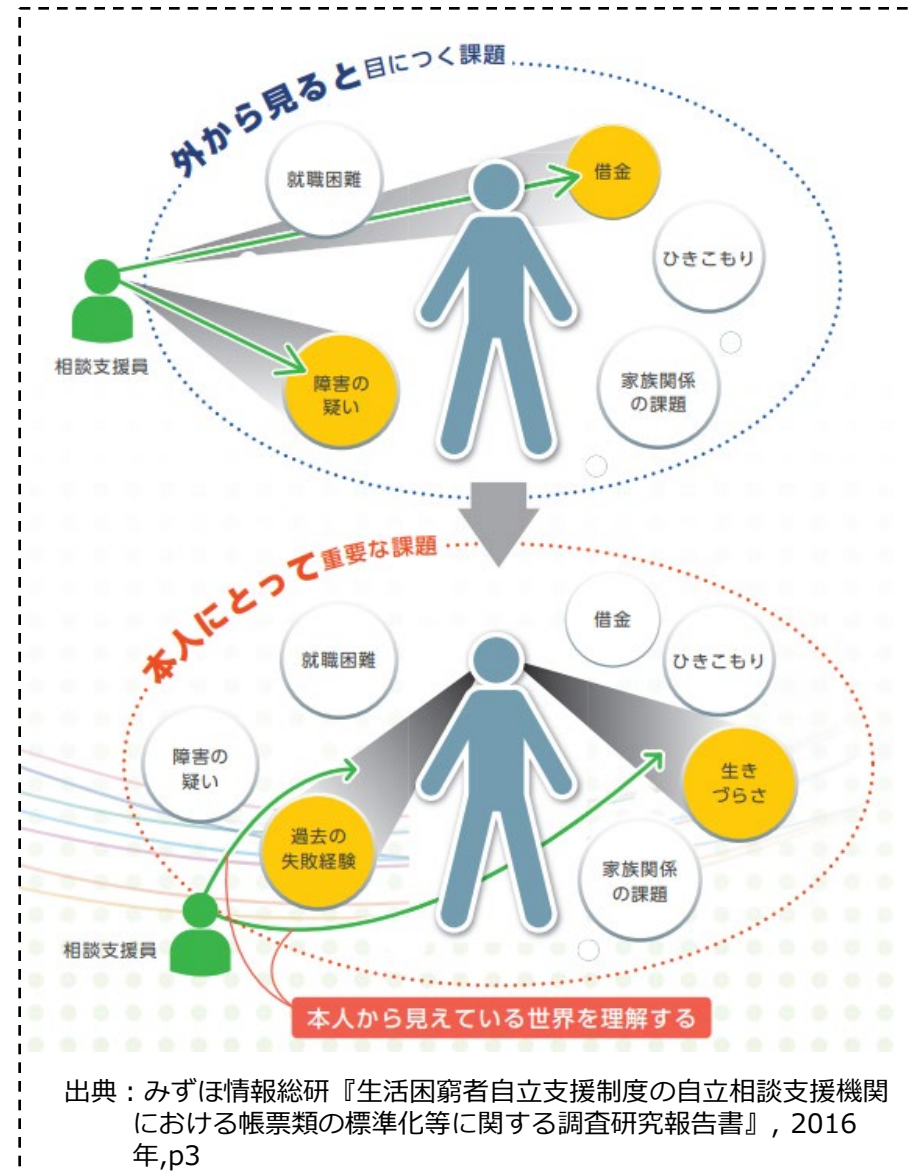 外から見ると目につく課題
就職困難
借金
ひきこもり
相談支援員
障害の
疑い
家族関係
の課題
本人にとって重要な課題
借金
就職困難
ひきこもり
障害の
疑い
生き
づらさ
過去の
失敗経験
家族関係
の課題
相談支援員
本人から見えている世界を理解する
出典：みずほ情報総研『生活困窮者自立支援制度の自立相談支援機関
における帳票類の標準化等に関する調査研究報告書』, 2016
年,p3